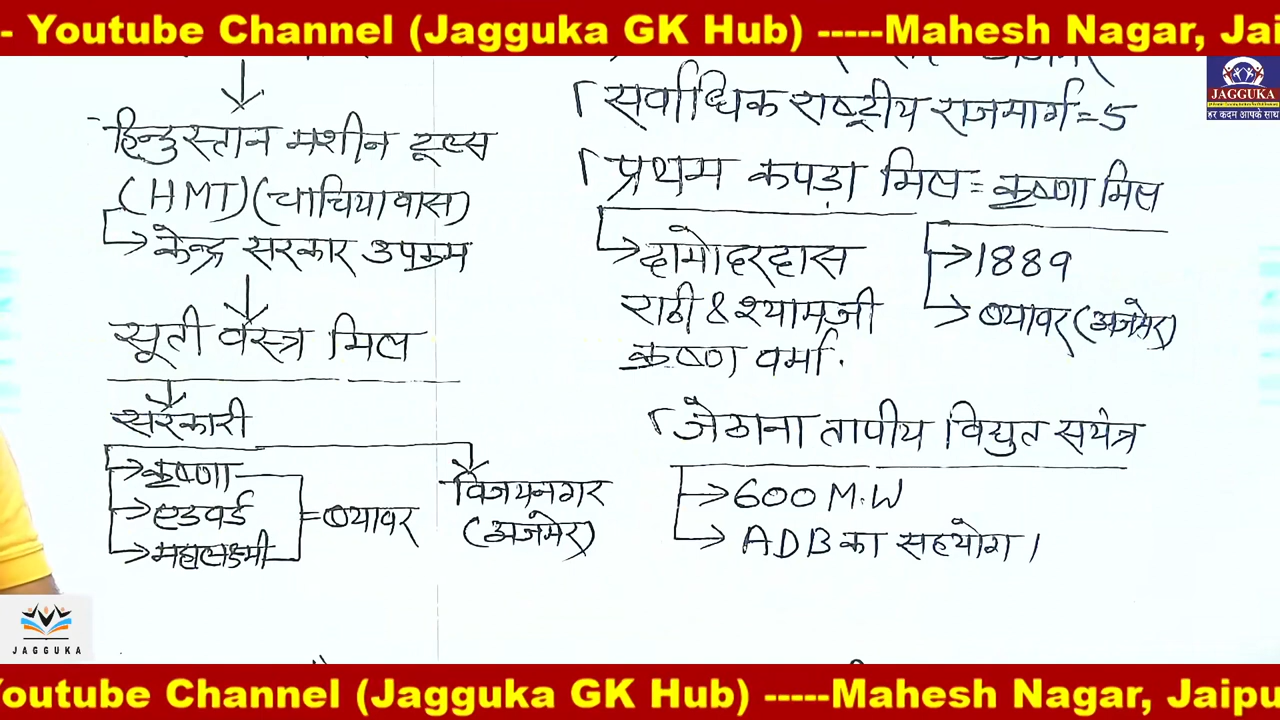 - Youtube Channel (Jagguka GK Hub) -----Mahesh Nagar, Jai
JAGGUKA
हर कदम आपके साथ
हिन्दुस्तान मशीन टूल्स
(HMT) (चाचियावास)
केन्द्र सरकार उपक्रम
सूती वस्त्र मिल
सरकारी
कृष्णा
एडवर्ड
महालक्ष्मी
= ब्यावर
विजयनगर
(अजमेर)
सर्वाधिक राष्ट्रीय राजमार्ग = 5
प्रथम कपड़ा मिल = कृष्णा मिल
दामोदरदास
राठी & श्यामजी
कृष्ण वर्मा.
1889
ब्यावर (अजमेर)
जेठाना तापीय विद्युत सयंत्र
600 M.W
ADB का सहयोग।
JAGGUKA
Youtube Channel (Jagguka GK Hub) -----Mahesh Nagar, Jaipu